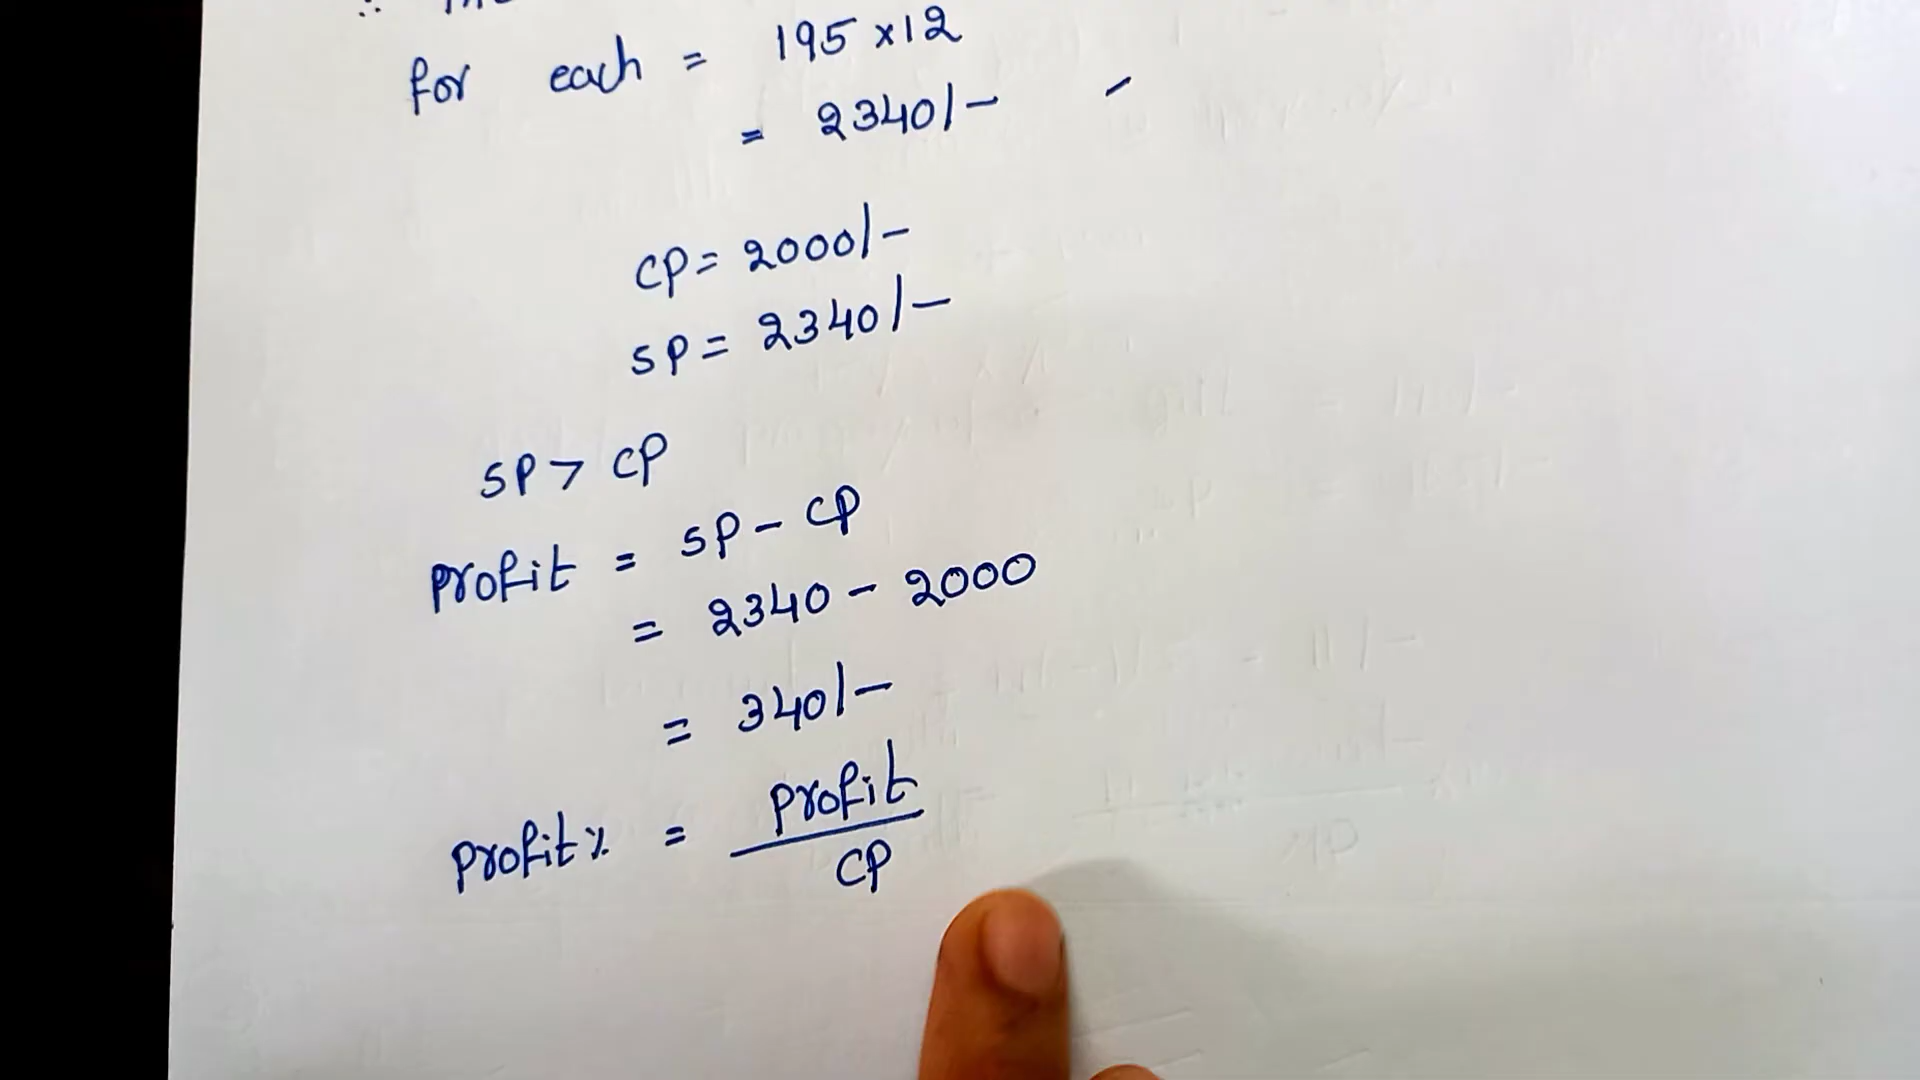 for each = 195 x 12
= 2340/-
CP = 2000/-
SP = 2340/-
SP > CP
Profit = SP - CP
= 2340 - 2000
= 340/-
Profit% = Profit / CP